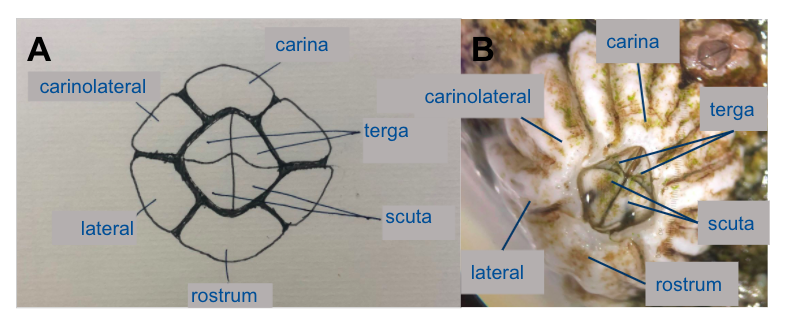 A
carina
carinolateral
terga
lateral
scuta
rostrum
B
carina
carinolateral
terga
scuta
lateral
rostrum